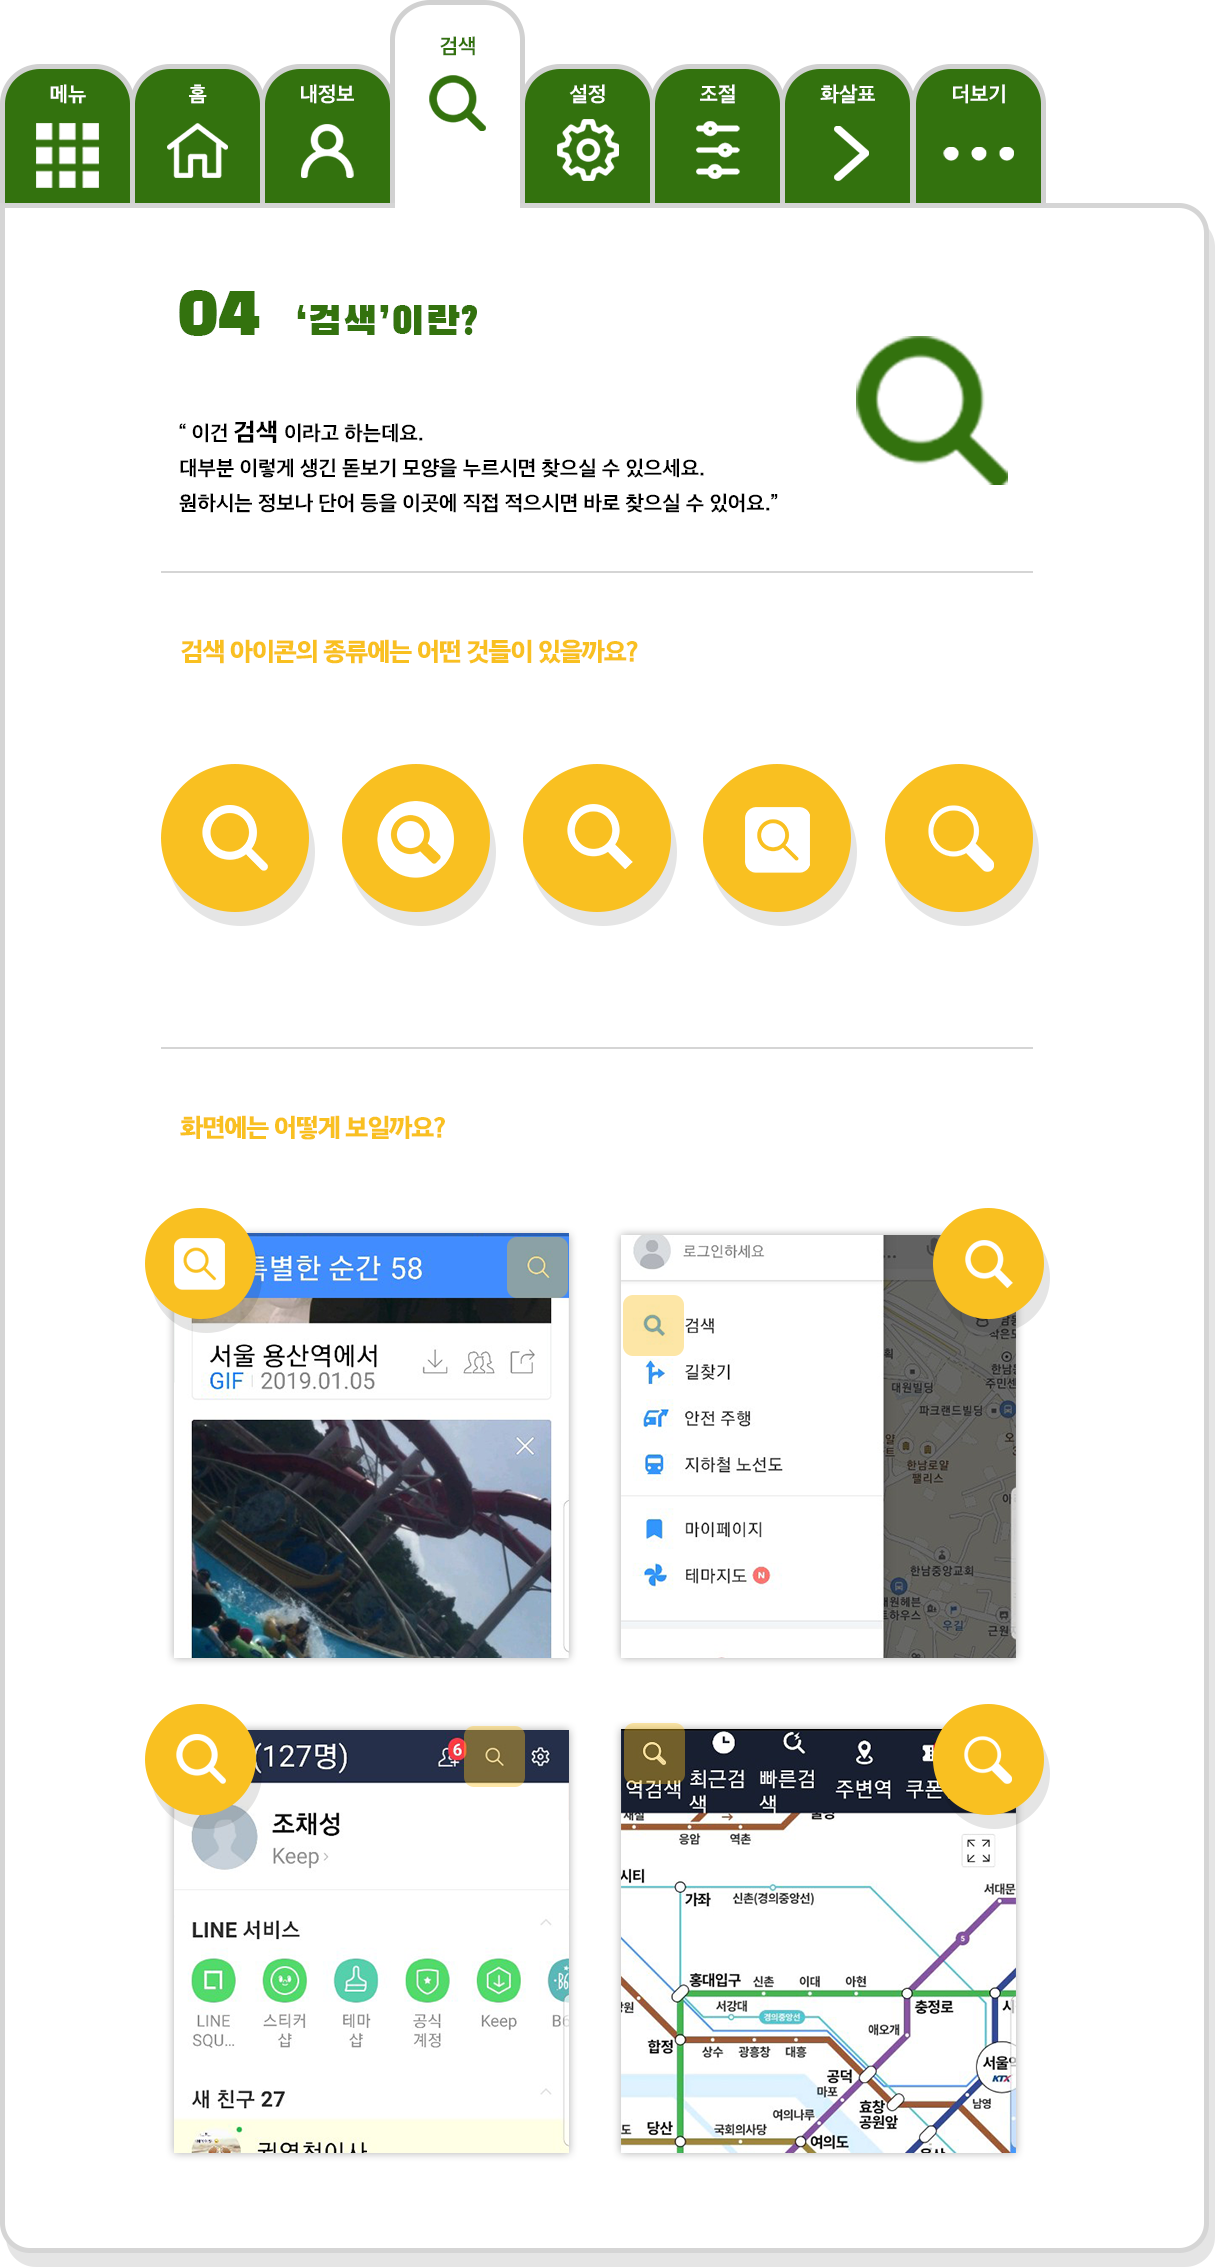 메뉴
홈
내정보
검색
설정
조절
화살표
더보기
04 ‘검색’이란?
“ 이건 검색 이라고 하는데요.
대부분 이렇게 생긴 돋보기 모양을 누르시면 찾으실 수 있으세요.
원하시는 정보나 단어 등을 이곳에 직접 적으시면 바로 찾으실 수 있어요.”
검색 아이콘의 종류에는 어떤 것들이 있을까요?
화면에는 어떻게 보일까요?
특별한 순간 58
서울 용산역에서
GIF 2019.01.05
로그인하세요
검색
길찾기
안전 주행
지하철 노선도
마이페이지
테마지도 N
대원빌딩
파크랜드빌딩
한남로얄
팰리스
한남중앙교회
우길
(127명)
6
조채성
Keep
LINE 서비스
LINE
SQU...
스티커
샵
테마
샵
공식
계정
Keep
새 친구 27
역검색
최근검
색
빠른검
색
주변역
쿠폰
응암
역촌
시티
가좌
신촌(경의중앙선)
서대문
5
홍대입구
신촌
이대
아현
서강대
경의중앙선
충정로
애오개
합정
상수
광흥창
대흥
공덕
마포
서울
KTX
효창
공원앞
남영
여의나루
당산
국회의사당
여의도